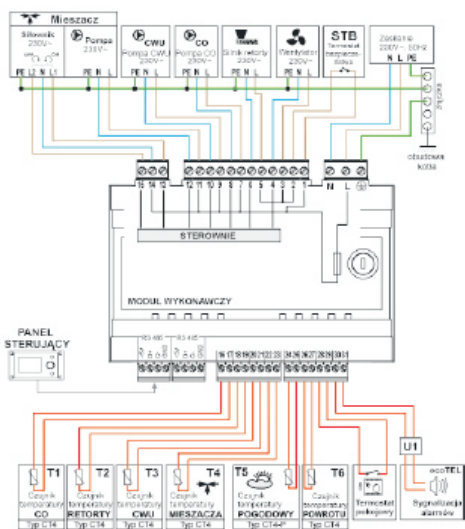 Mieszacz
Siłownik
230V~
Pompa
230V~
CWU
Pompa CWU
230V~
CO
Pompa CO
230V~
Silnik retorty
230V~
Wentylator
230V~
STB
Termostat
bezpieczeń-
stwa
Zasilanie
230V~, 50Hz
PE L2 N L1
PE N L
PE N L
PE N L
PE N L
PE N L
N L PE
obudowa
kotła
15 14 13
12 11 10 9 8 7 6 5 4 3 2 1
N L
STEROWNIE
MODUŁ WYKONAWCZY
PANEL
STERUJĄCY
RS 485
RS 485
16 17 18 19 20 21 22 23
24 25 26 27 28 29 30 31
U1
T1
Czujnik
temperatury
CO
Typ CT4
T2
Czujnik
temperatury
RETORTY
Typ CT4
T3
Czujnik
temperatury
CWU
Typ CT4
T4
Czujnik
temperatury
MIESZACZA
Typ CT4
T5
Czujnik
temperatury
POGODOWY
Typ CT4-P
T6
Czujnik
temperatury
POWROTU
Typ CT4
Termostat
pokojowy
ecoTEL
Sygnalizacja
alarmów